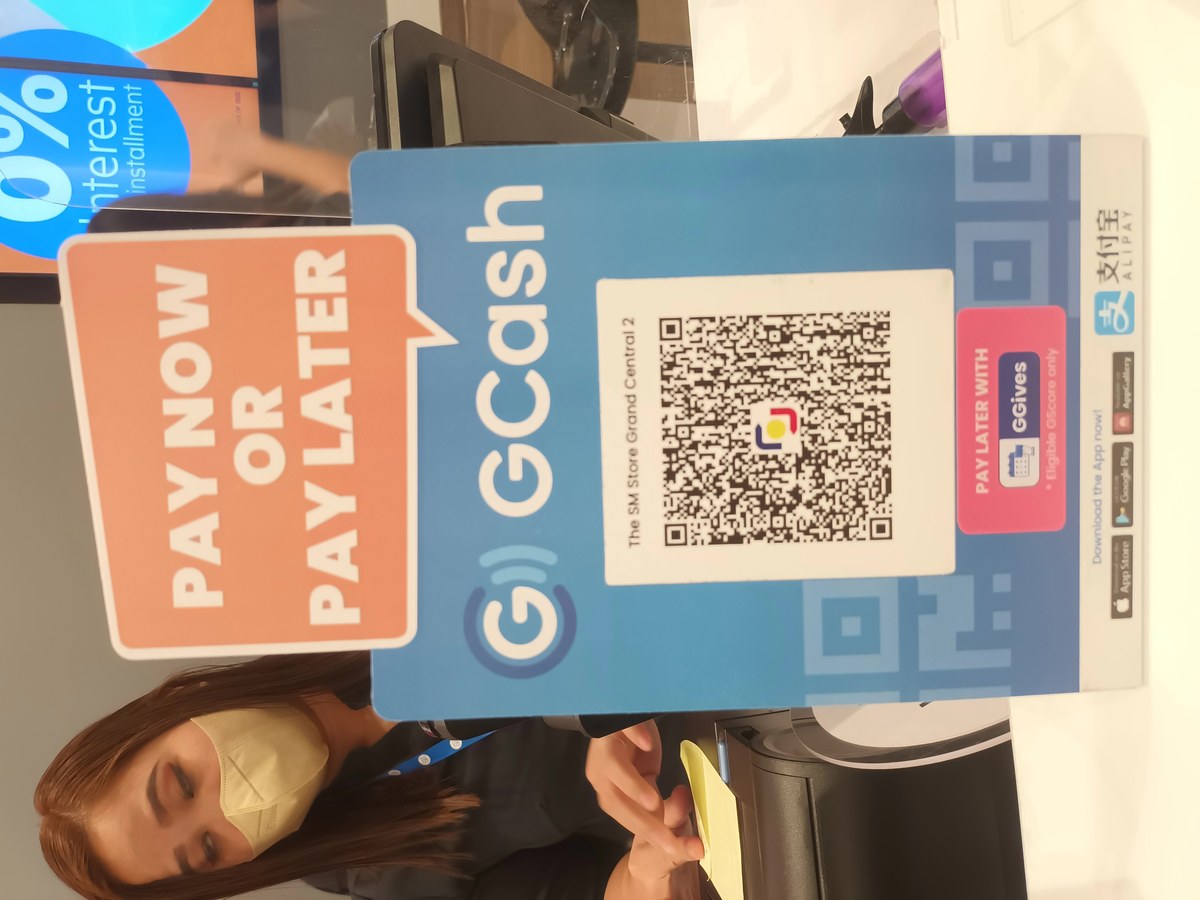 0%
Interest
installment
PAY NOW
OR
PAY LATER
G GCash
The SM Store Grand Central 2
PAY LATER WITH
GGives
* Eligible GScore only
Download the App now!
App Store
Google Play
AppGallery
支付宝
ALIPAY